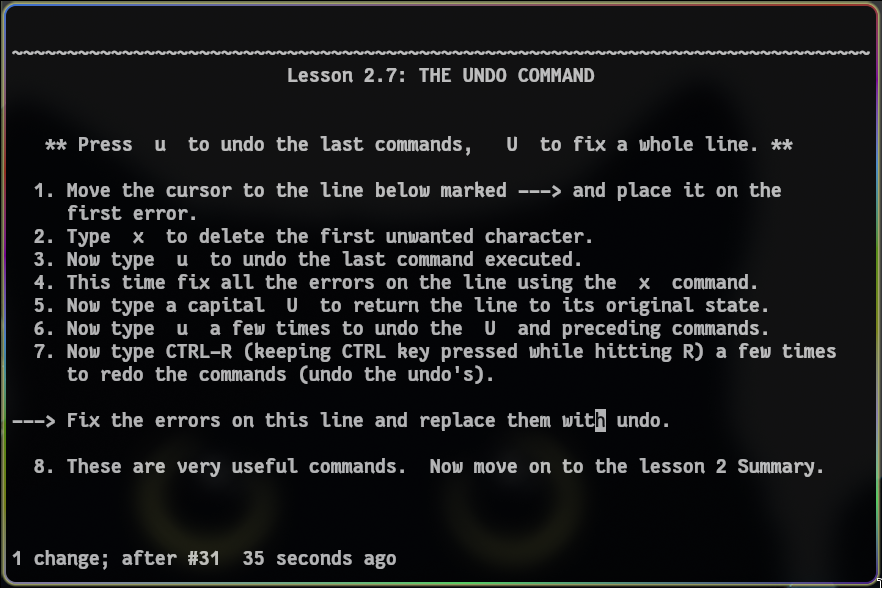 ~~~~~~~~~~~~~~~~~~~~~~~~~~~~~~~~~~~~~~~~~~~~~~~~~~~~~~~~~~~~~~~~~~~~~~~~~~~~~~
Lesson 2.7: THE UNDO COMMAND
** Press  u  to undo the last commands,   U  to fix a whole line. **
1. Move the cursor to the line below marked ---> and place it on the
first error.
2. Type  x  to delete the first unwanted character.
3. Now type  u  to undo the last command executed.
4. This time fix all the errors on the line using the  x  command.
5. Now type a capital  U  to return the line to its original state.
6. Now type  u  a few times to undo the  U  and preceding commands.
7. Now type CTRL-R (keeping CTRL key pressed while hitting R) a few times
to redo the commands (undo the undo's).
---> Fix the errors on this line and replace them with undo.
8. These are very useful commands.  Now move on to the lesson 2 Summary.
1 change; after #31  35 seconds ago